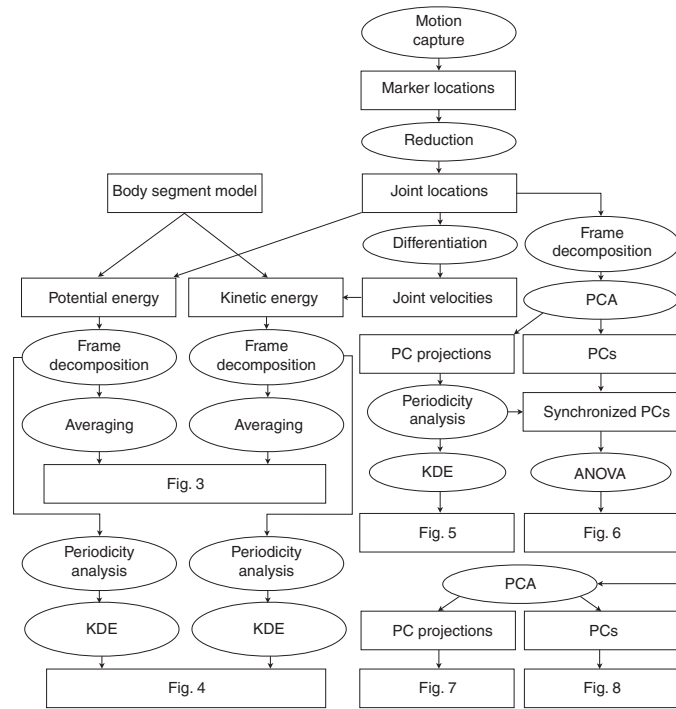 Motion
capture
Marker locations
Reduction
Body segment model
Joint locations
Differentiation
Frame
decomposition
Potential energy
Kinetic energy
Joint velocities
PCA
Frame
decomposition
Frame
decomposition
PC projections
PCs
Averaging
Averaging
Periodicity
analysis
Synchronized PCs
Fig. 3
KDE
ANOVA
Fig. 5
Fig. 6
Periodicity
analysis
Periodicity
analysis
PCA
KDE
KDE
PC projections
PCs
Fig. 4
Fig. 7
Fig. 8